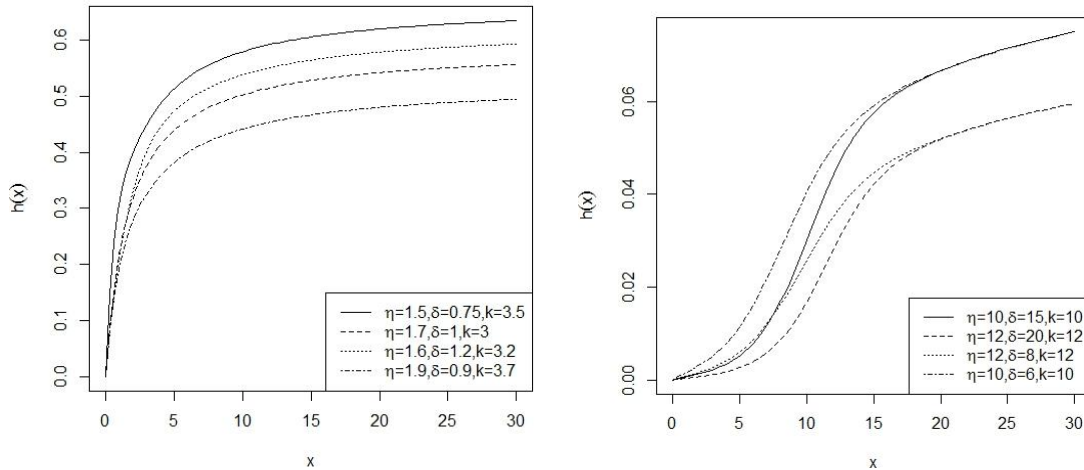 h(x)
0.6
0.5
0.4
0.3
0.2
0.1
0.0
η=1.5,δ=0.75,k=3.5
η=1.7,δ=1,k=3
η=1.6,δ=1.2,k=3.2
η=1.9,δ=0.9,k=3.7
0 5 10 15 20 25 30
x
h(x)
0.06
0.04
0.02
0.00
η=10,δ=15,k=10
η=12,δ=20,k=12
η=12,δ=8,k=12
η=10,δ=6,k=10
0 5 10 15 20 25 30
x